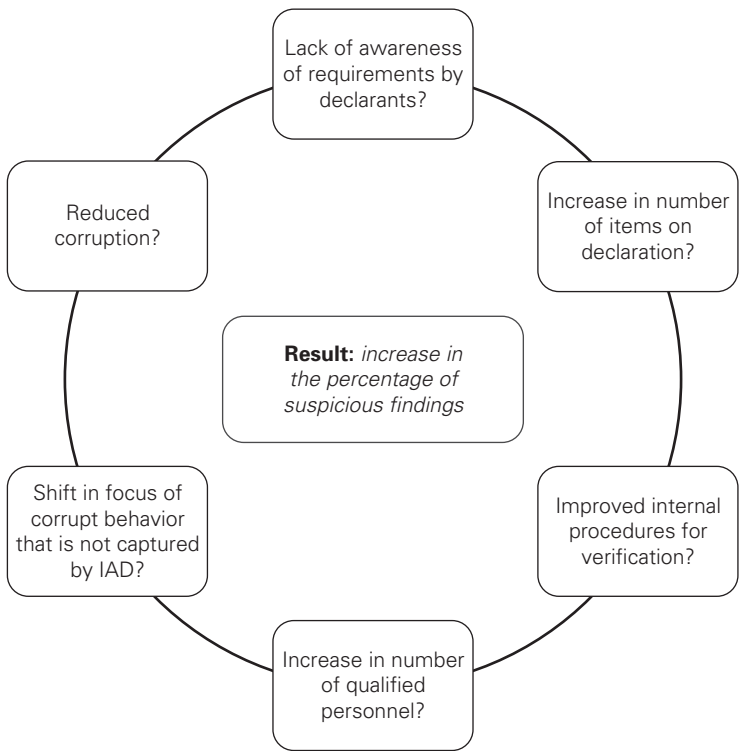 Lack of awareness
of requirements by
declarants?
Reduced
corruption?
Increase in number
of items on
declaration?
Result: increase in
the percentage of
suspicious findings
Shift in focus of
corrupt behavior
that is not captured
by IAD?
Improved internal
procedures for
verification?
Increase in number
of qualified
personnel?